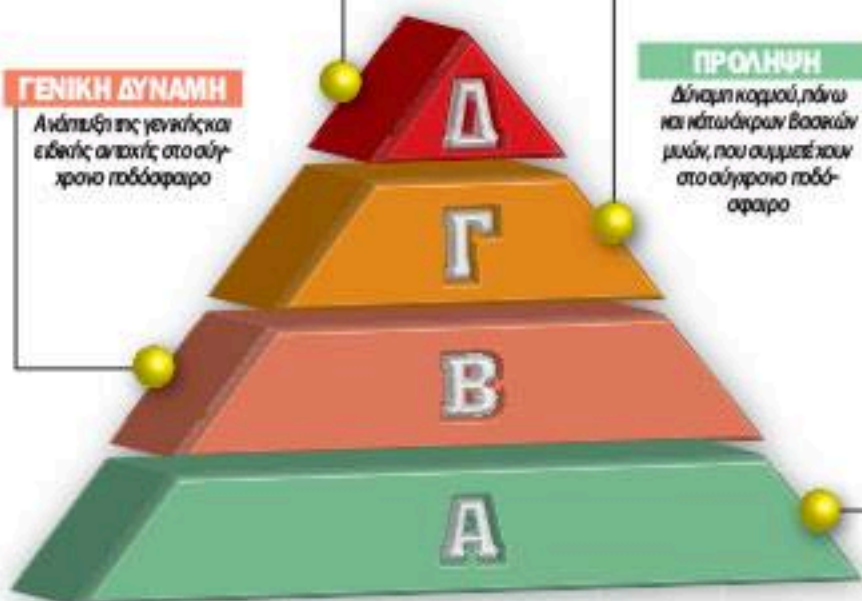 ΓΕΝΙΚΗ ΔΥΝΑΜΗ
Ανάπτυξη της γενικής και
ειδικής αντοχής στο σύγ-
χρονο ποδόσφαιρο
ΠΡΟΛΗΨΗ
Δύναμη κορμού, πάνω
και κάτω άκρων βασικών
μυών, που συμμετέχουν
στο σύγχρονο ποδό-
σφαιρο
Δ
Γ
Β
Α